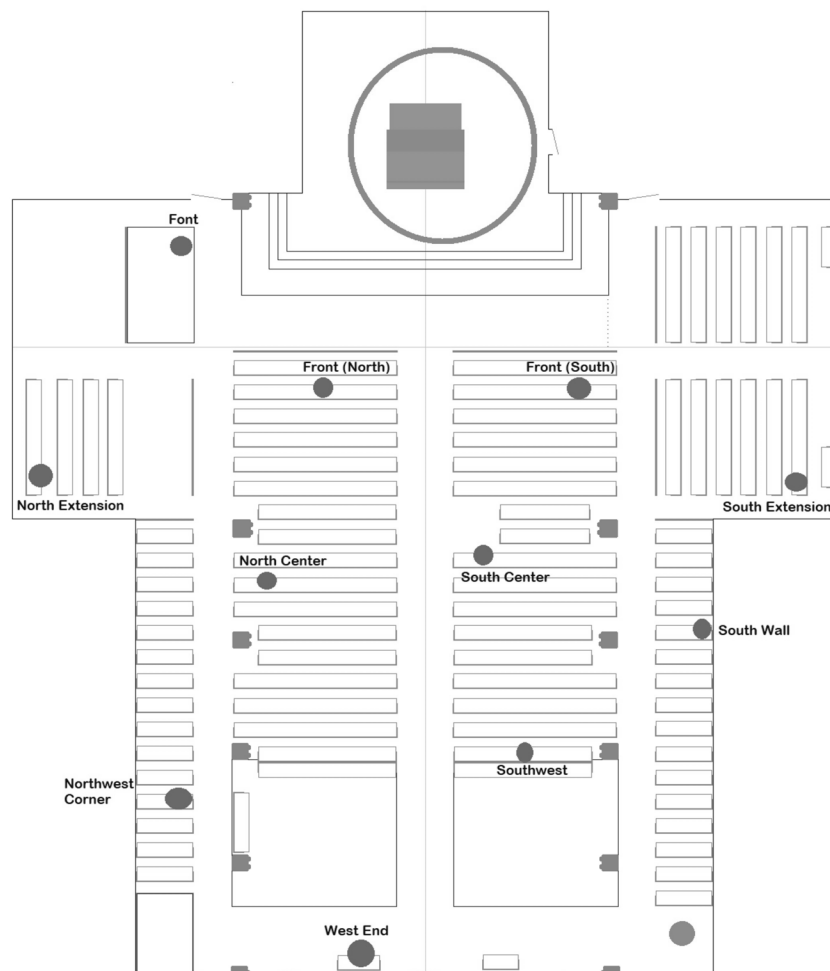 Font
Front (North)
Front (South)
North Extension
South Extension
North Center
South Center
South Wall
Southwest
Northwest
Corner
West End